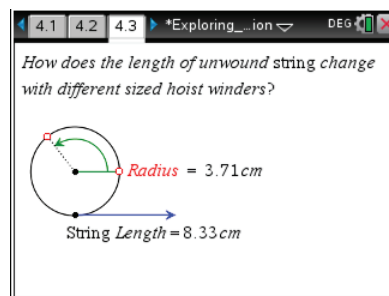 4.1 4.2 4.3 *Exploring_...ion DEG
How does the length of unwound string change
with different sized hoist winders?
Radius = 3.71cm
String Length = 8.33cm